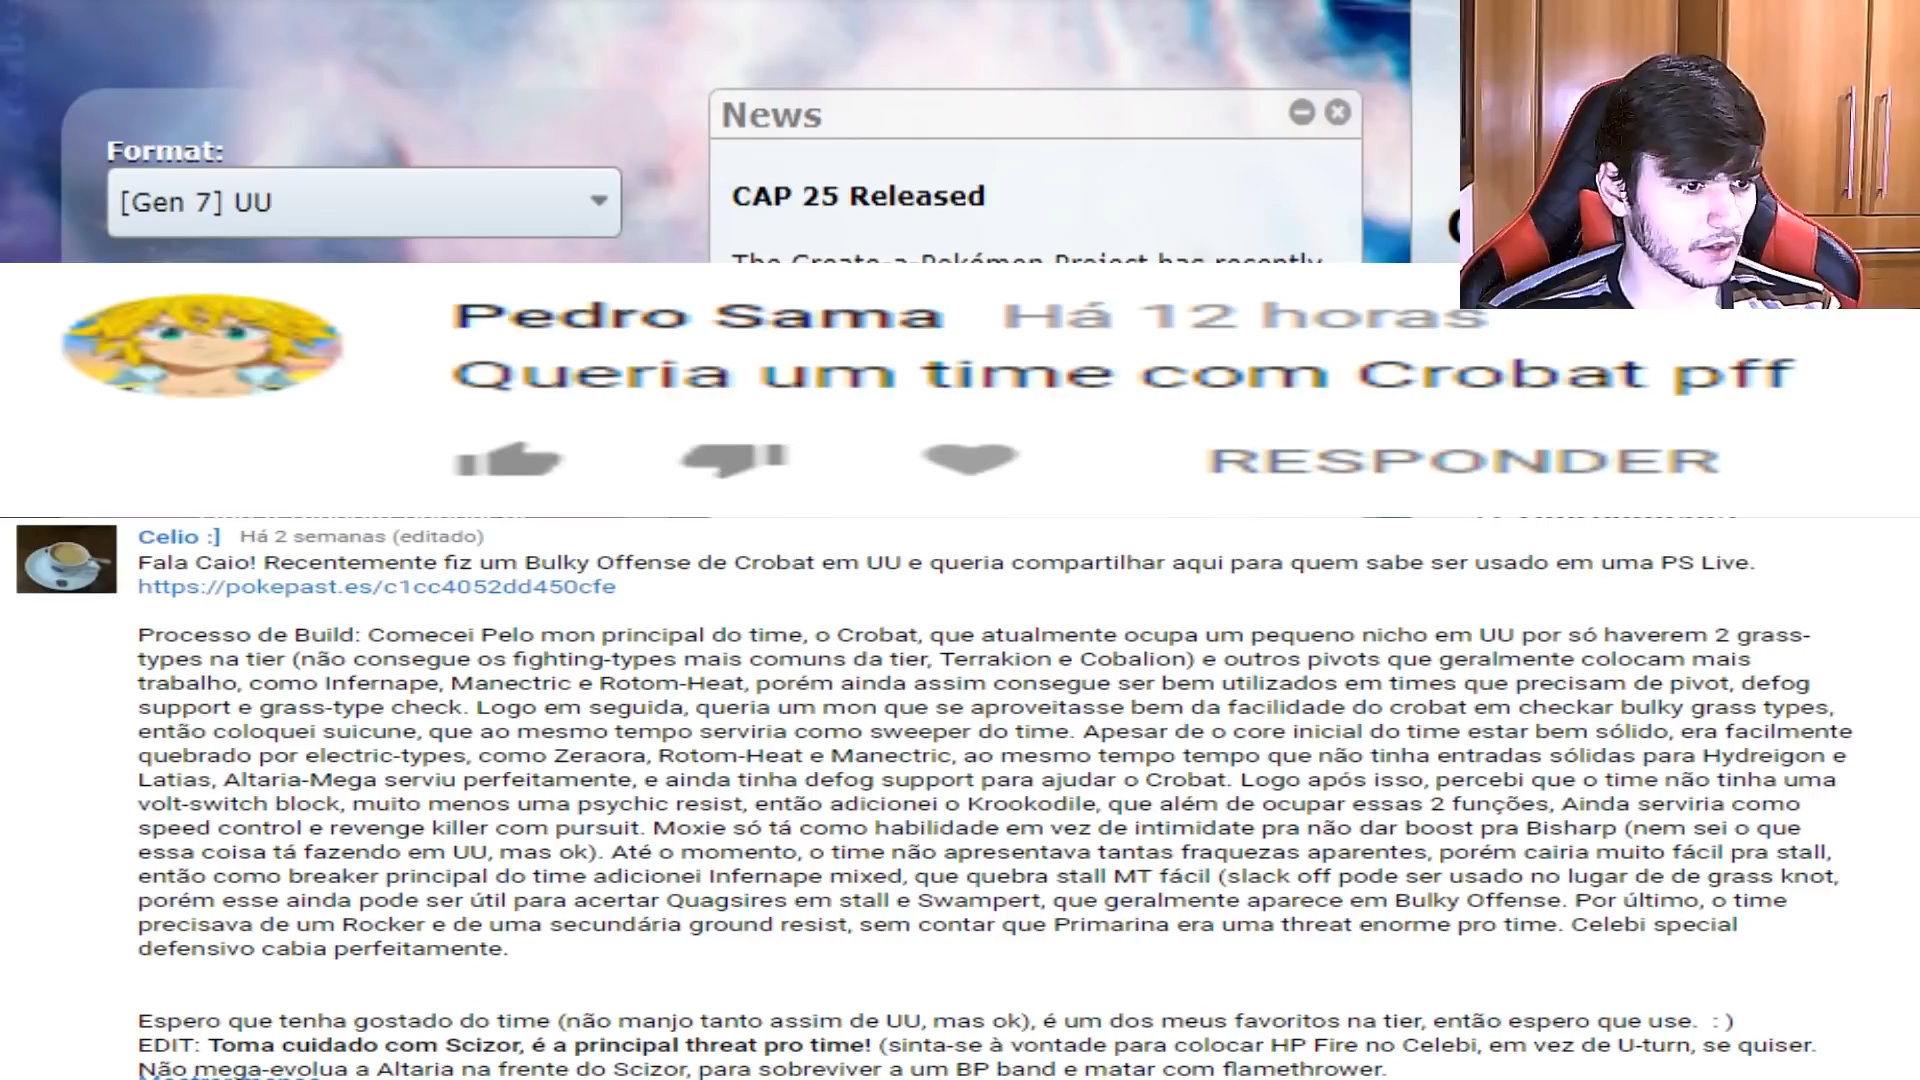 Format:
[Gen 7] UU
News
CAP 25 Released
The Create-a-Pokémon Project has recently
Pedro Sama Há 12 horas
Queria um time com Crobat pff
RESPONDER
Celio :] Há 2 semanas (editado)
Fala Caio! Recentemente fiz um Bulky Offense de Crobat em UU e queria compartilhar aqui para quem sabe ser usado em uma PS Live.
https://pokepast.es/c1cc4052dd450cfe
Processo de Build: Comecei Pelo mon principal do time, o Crobat, que atualmente ocupa um pequeno nicho em UU por só haverem 2 grass-
types na tier (não consegue os fighting-types mais comuns da tier, Terrakion e Cobalion) e outros pivots que geralmente colocam mais
trabalho, como Infernape, Manectric e Rotom-Heat, porém ainda assim consegue ser bem utilizados em times que precisam de pivot, defog
support e grass-type check. Logo em seguida, queria um mon que se aproveitasse bem da facilidade do crobat em checkar bulky grass types,
então coloquei suicune, que ao mesmo tempo serviria como sweeper do time. Apesar de o core inicial do time estar bem sólido, era facilmente
quebrado por electric-types, como Zeraora, Rotom-Heat e Manectric, ao mesmo tempo tempo que não tinha entradas sólidas para Hydreigon e
Latias, Altaria-Mega serviu perfeitamente, e ainda tinha defog support para ajudar o Crobat. Logo após isso, percebi que o time não tinha uma
volt-switch block, muito menos uma psychic resist, então adicionei o Krookodile, que além de ocupar essas 2 funções, Ainda serviria como
speed control e revenge killer com pursuit. Moxie só tá como habilidade em vez de intimidate pra não dar boost pra Bisharp (nem sei o que
essa coisa tá fazendo em UU, mas ok). Até o momento, o time não apresentava tantas fraquezas aparentes, porém cairia muito fácil pra stall,
então como breaker principal do time adicionei Infernape mixed, que quebra stall MT fácil (slack off pode ser usado no lugar de de grass knot,
porém esse ainda pode ser útil para acertar Quagsires em stall e Swampert, que geralmente aparece em Bulky Offense. Por último, o time
precisava de um Rocker e de uma secundária ground resist, sem contar que Primarina era uma threat enorme pro time. Celebi special
defensivo cabia perfeitamente.
Espero que tenha gostado do time (não manjo tanto assim de UU, mas ok), é um dos meus favoritos na tier, então espero que use. : )
EDIT: Toma cuidado com Scizor, é a principal threat pro time! (sinta-se à vontade para colocar HP Fire no Celebi, em vez de U-turn, se quiser.
Não mega-evolua a Altaria na frente do Scizor, para sobreviver a um BP band e matar com flamethrower.